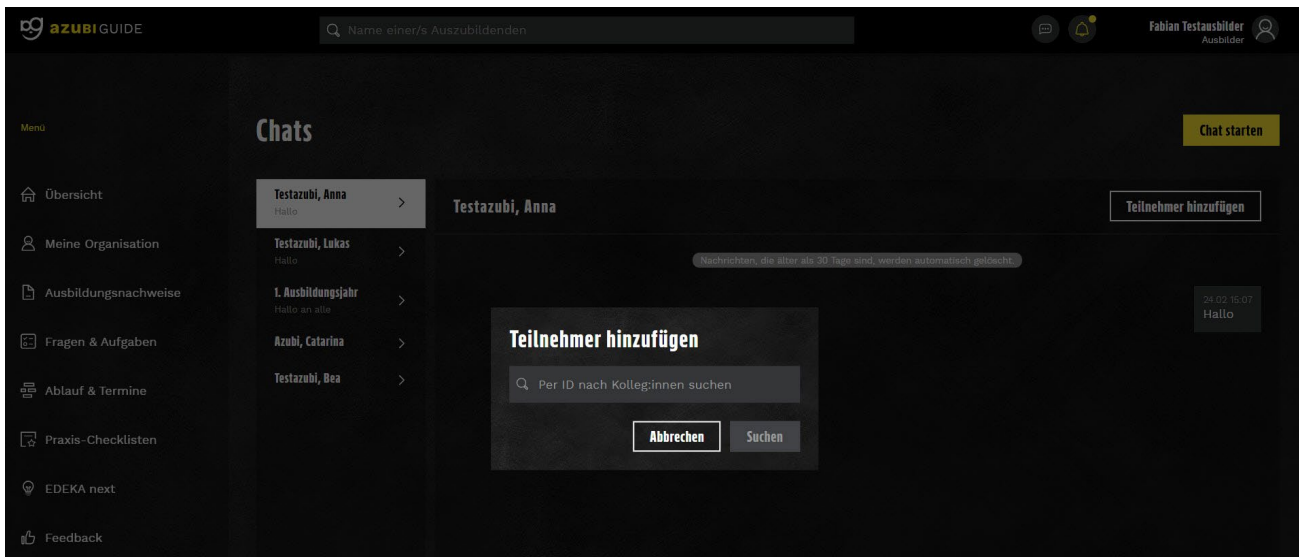 azubiGUIDE
Name einer/s Auszubildenden
Fabian Testausbilder
Ausbilder
Menü
Übersicht
Meine Organisation
Ausbildungsnachweise
Fragen & Aufgaben
Ablauf & Termine
Praxis-Checklisten
EDEKA next
Feedback
Chats
Chat starten
Testazubi, Anna
Hallo
Testazubi, Lukas
Hallo
1. Ausbildungsjahr
Hallo an alle
Azubi, Catarina
Testazubi, Bea
Testazubi, Anna
Teilnehmer hinzufügen
Nachrichten, die älter als 30 Tage sind, werden automatisch gelöscht.
24.02 15:07
Hallo
Teilnehmer hinzufügen
Per ID nach Kolleg:innen suchen
Abbrechen
Suchen